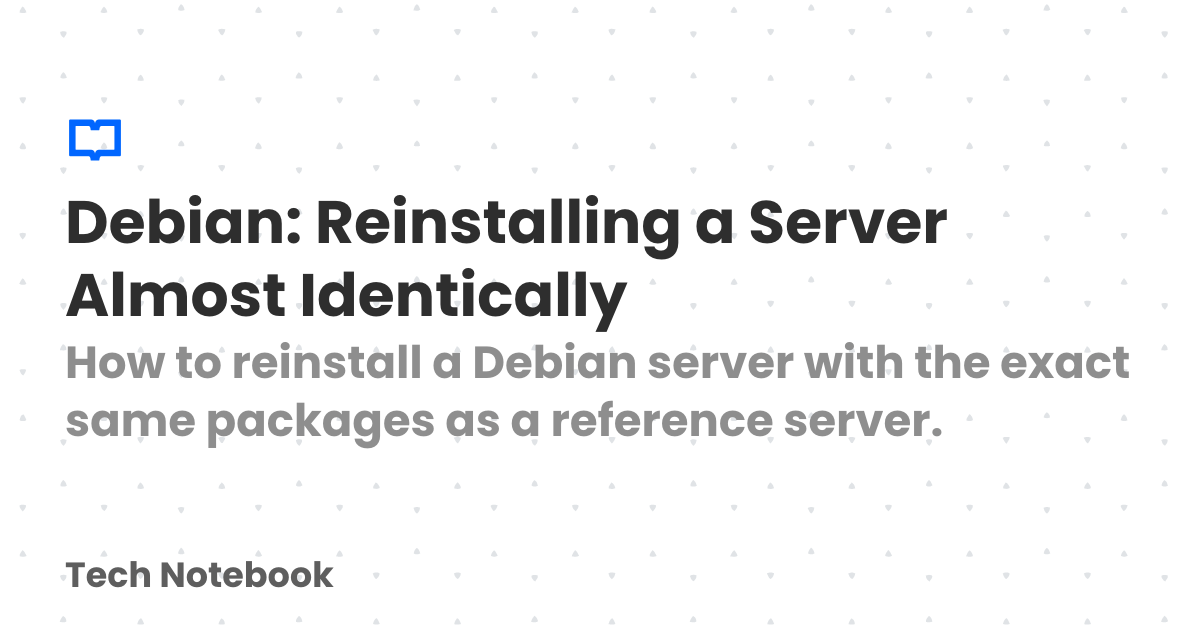 Debian: Reinstalling a Server
Almost Identically
How to reinstall a Debian server with the exact
same packages as a reference server.
Tech Notebook